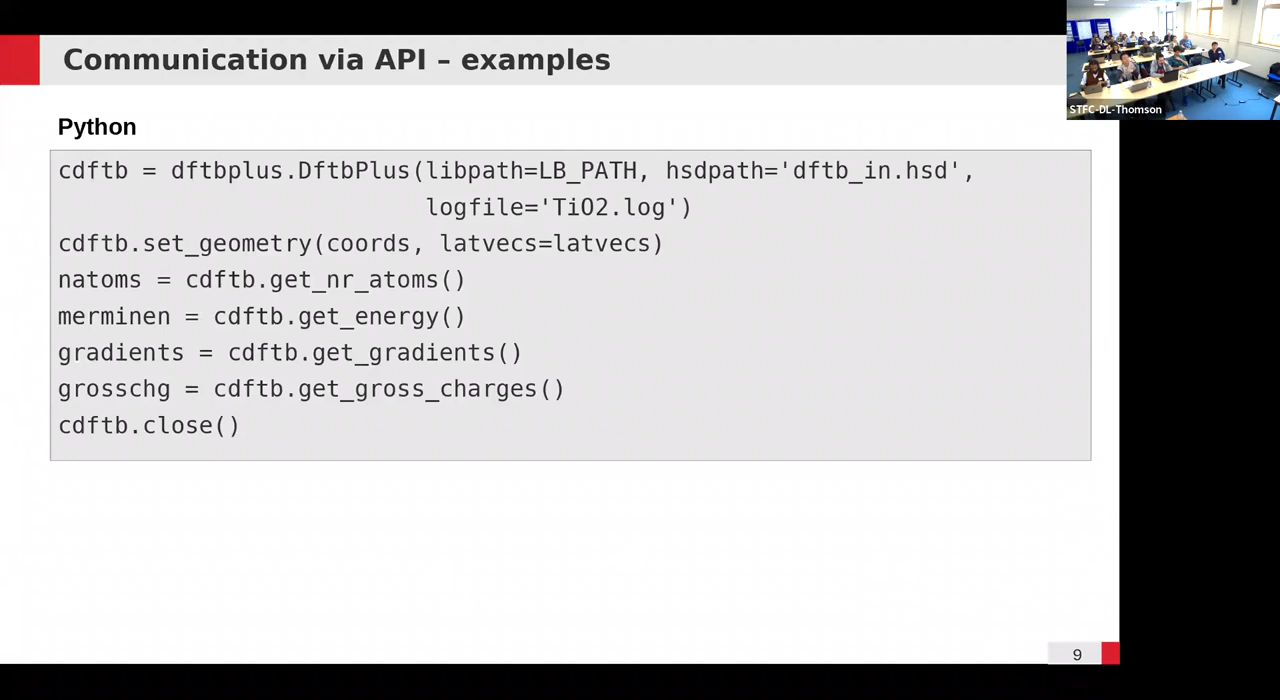 Communication via API – examples
STFC-DL-Thomson
Python
cdftb = dftbplus.DftbPlus(libpath=LB_PATH, hsdpath='dftb_in.hsd',
logfile='TiO2.log')
cdftb.set_geometry(coords, latvecs=latvecs)
natoms = cdftb.get_nr_atoms()
merminen = cdftb.get_energy()
gradients = cdftb.get_gradients()
grosschg = cdftb.get_gross_charges()
cdftb.close()
9